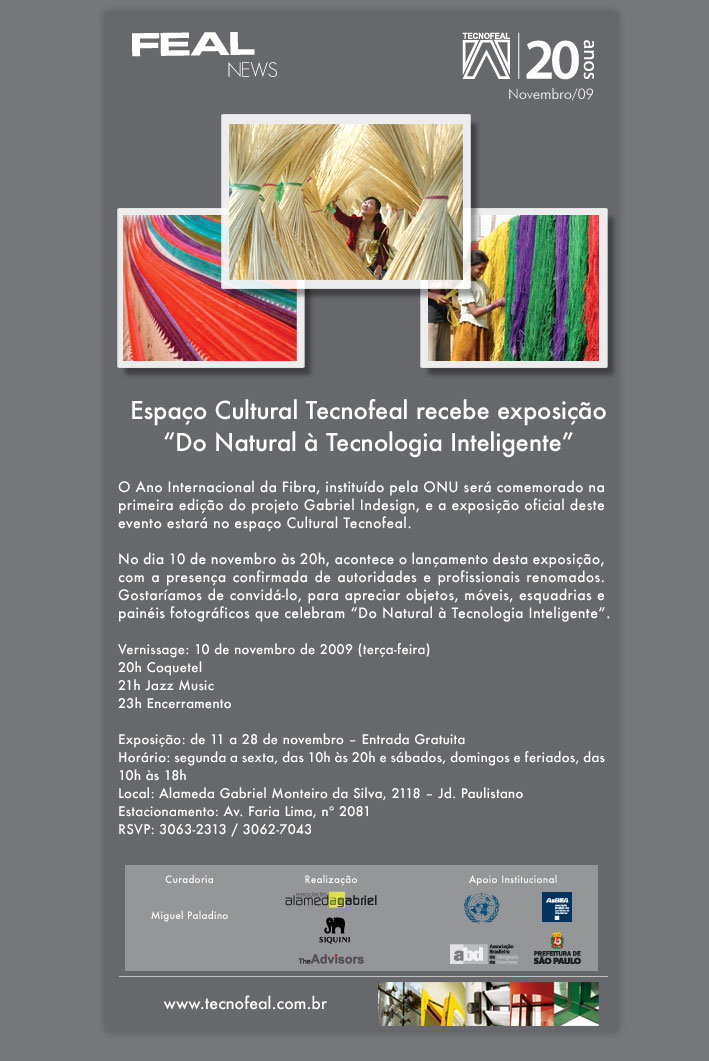 FEAL
NEWS
TECNOFEAL
20 anos
Novembro/09
Espaço Cultural Tecnofeal recebe exposição
“Do Natural à Tecnologia Inteligente”
O Ano Internacional da Fibra, instituído pela ONU será comemorado na
primeira edição do projeto Gabriel Indesign, e a exposição oficial deste
evento estará no espaço Cultural Tecnofeal.
No dia 10 de novembro às 20h, acontece o lançamento desta exposição,
com a presença confirmada de autoridades e profissionais renomados.
Gostaríamos de convidá-lo, para apreciar objetos, móveis, esquadrias e
painéis fotográficos que celebram “Do Natural à Tecnologia Inteligente”.
Vernissage: 10 de novembro de 2009 (terça-feira)
20h Coquetel
21h Jazz Music
23h Encerramento
Exposição: de 11 a 28 de novembro – Entrada Gratuita
Horário: segunda a sexta, das 10h às 20h e sábados, domingos e feriados, das
10h às 18h
Local: Alameda Gabriel Monteiro da Silva, 2118 – Jd. Paulistano
Estacionamento: Av. Faria Lima, nº 2081
RSVP: 3063-2313 / 3062-7043
Curadoria
Miguel Paladino
Realização
alamedagabriel
SIQUINI
TheAdvisors
Apoio Institucional
AsBEA
abd
Associação
Brasileira
PREFEITURA DE
SÃO PAULO
www.tecnofeal.com.br